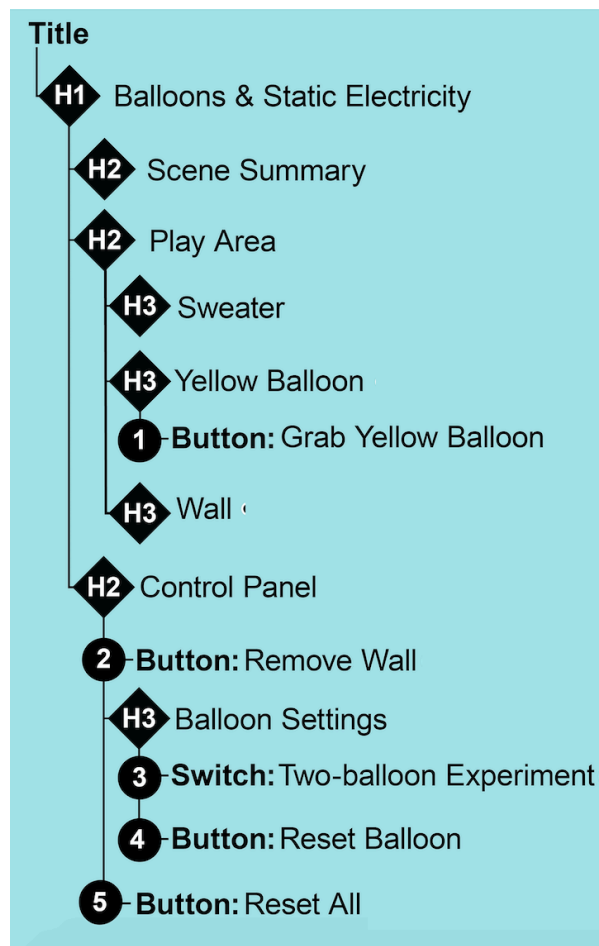 Title
H1 Balloons & Static Electricity
H2 Scene Summary
H2 Play Area
H3 Sweater
H3 Yellow Balloon
1 Button: Grab Yellow Balloon
H3 Wall
H2 Control Panel
2 Button: Remove Wall
H3 Balloon Settings
3 Switch: Two-balloon Experiment
4 Button: Reset Balloon
5 Button: Reset All